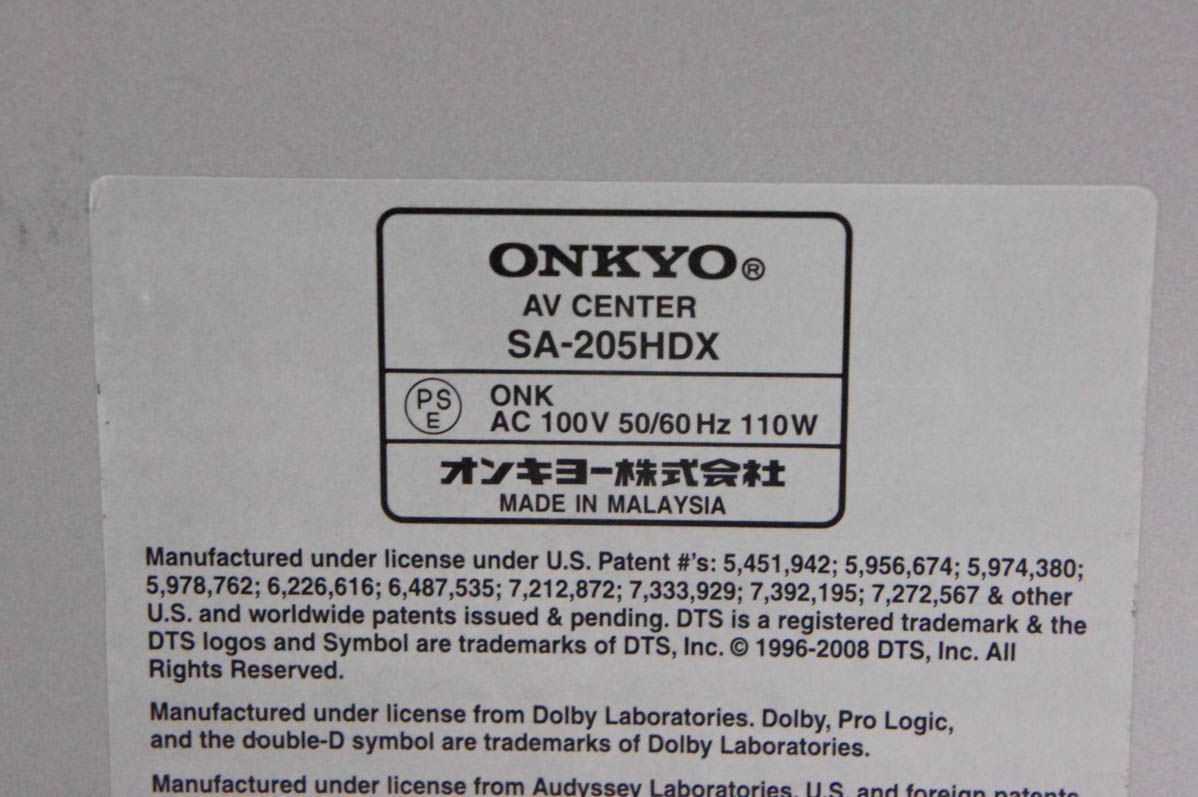 ONKYO®
AV CENTER
SA-205HDX
PS
E
ONK
AC 100V 50/60Hz 110W
オンキヨー株式会社
MADE IN MALAYSIA
Manufactured under license under U.S. Patent #'s: 5,451,942; 5,956,674; 5,974,380;
5,978,762; 6,226,616; 6,487,535; 7,212,872; 7,333,929; 7,392,195; 7,272,567 & other
U.S. and worldwide patents issued & pending. DTS is a registered trademark & the
DTS logos and Symbol are trademarks of DTS, Inc. © 1996-2008 DTS, Inc. All
Rights Reserved.
Manufactured under license from Dolby Laboratories. Dolby, Pro Logic,
and the double-D symbol are trademarks of Dolby Laboratories.
Manufactured under license from Audyssey Laboratories. U.S. and foreign patents